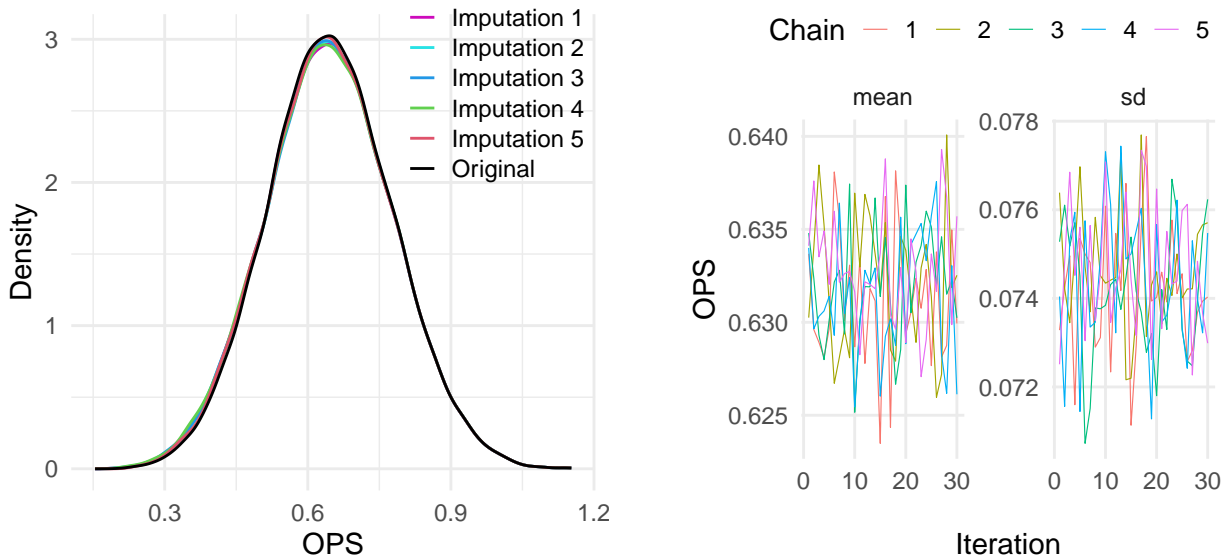 Imputation 1
Imputation 2
Imputation 3
Imputation 4
Imputation 5
Original
3
2
1
0
Density
0.3 0.6 0.9 1.2
OPS
Chain 1 2 3 4 5
mean sd
0.640
0.635
0.630
0.625
OPS
0 10 20 30
0.078
0.076
0.074
0.072
0 10 20 30
Iteration